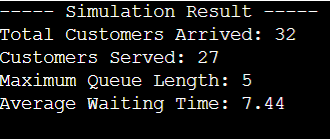 ----- Simulation Result -----
Total Customers Arrived: 32
Customers Served: 27
Maximum Queue Length: 5
Average Waiting Time: 7.44